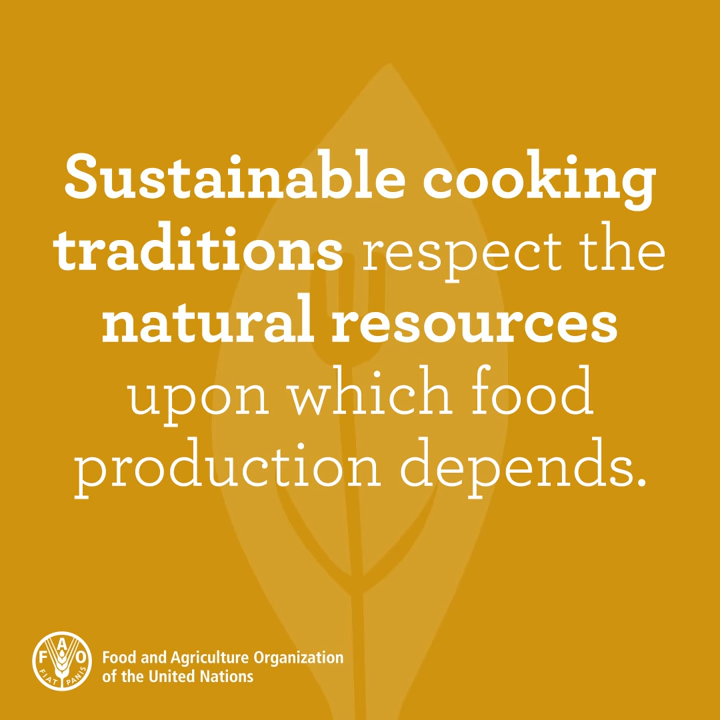 Sustainable cooking
traditions respect the
natural resources
upon which food
production depends.
F A O
FIAT PANIS
Food and Agriculture Organization
of the United Nations